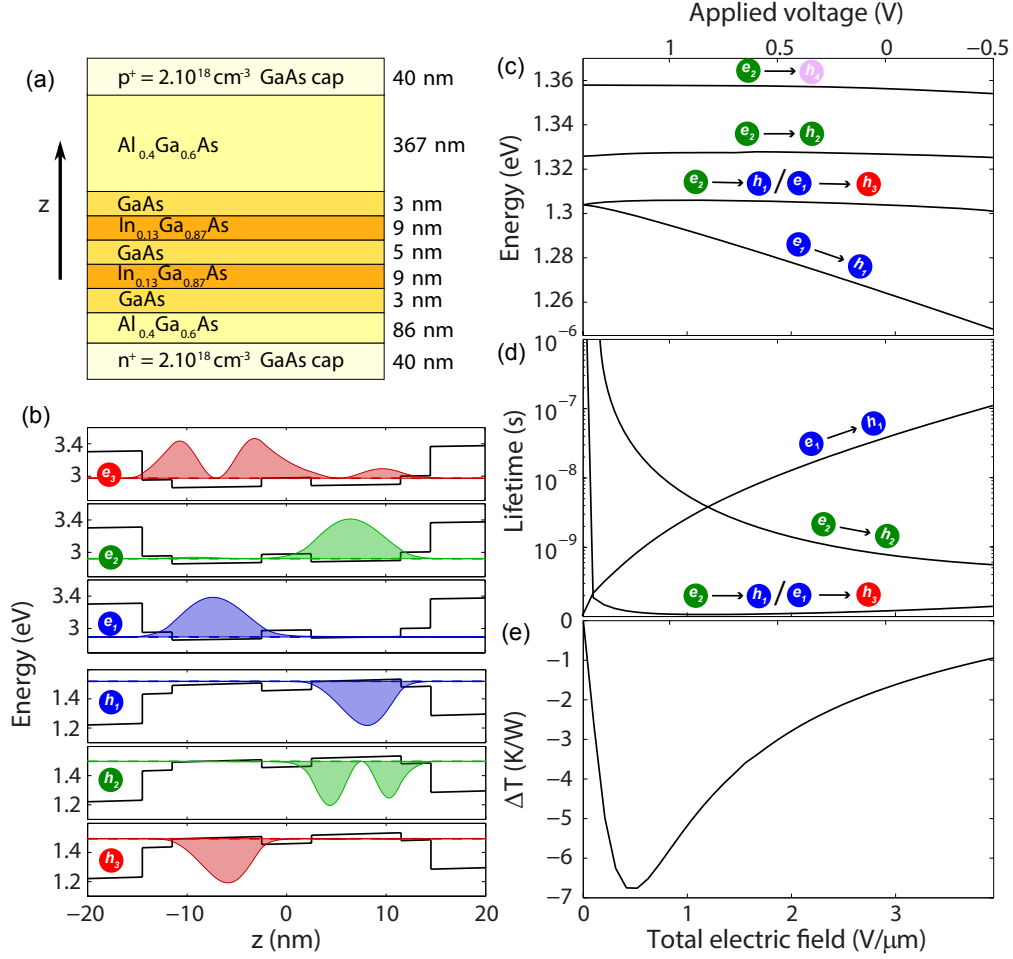 (a)
p⁺ = 2.10¹⁸ cm⁻³ GaAs cap
40 nm
Al₀.₄Ga₀.₆As
367 nm
z
GaAs
3 nm
In₀.₁₃Ga₀.₈₇As
9 nm
GaAs
5 nm
In₀.₁₃Ga₀.₈₇As
9 nm
GaAs
3 nm
Al₀.₄Ga₀.₆As
86 nm
n⁺ = 2.10¹⁸ cm⁻³ GaAs cap
40 nm
(b)
Energy (eV)
3.4
3
e₃
3.4
3
e₂
3.4
3
e₁
1.4
1.2
h₁
1.4
1.2
h₂
1.4
1.2
h₃
−20 −10 0 10 20
z (nm)
Applied voltage (V)
1 0.5 0 −0.5
(c)
Energy (eV)
1.36
1.34
1.32
1.3
1.28
1.26
e₂ → h₄
e₂ → h₂
e₂ → h₁ / e₁ → h₃
e₁ → h₁
(d)
Lifetime (s)
10⁻⁶
10⁻⁷
10⁻⁸
10⁻⁹
e₁ → h₁
e₂ → h₂
e₂ → h₁ / e₁ → h₃
(e)
ΔT (K/W)
0
−1
−2
−3
−4
−5
−6
−7
0 1 2 3
Total electric field (V/μm)